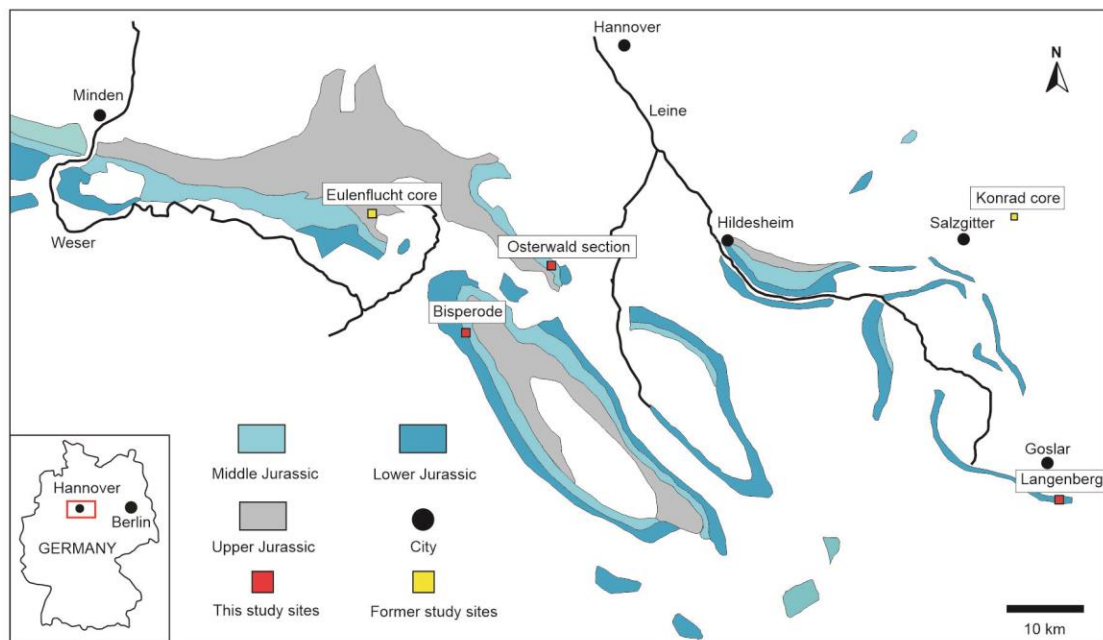 Hannover
N
Minden
Leine
Eulenflucht core
Konrad core
Hildesheim
Salzgitter
Weser
Osterwald section
Bisperode
Middle Jurassic
Lower Jurassic
Goslar
Langenberg
Hannover
Berlin
GERMANY
Upper Jurassic
City
This study sites
Former study sites
10 km